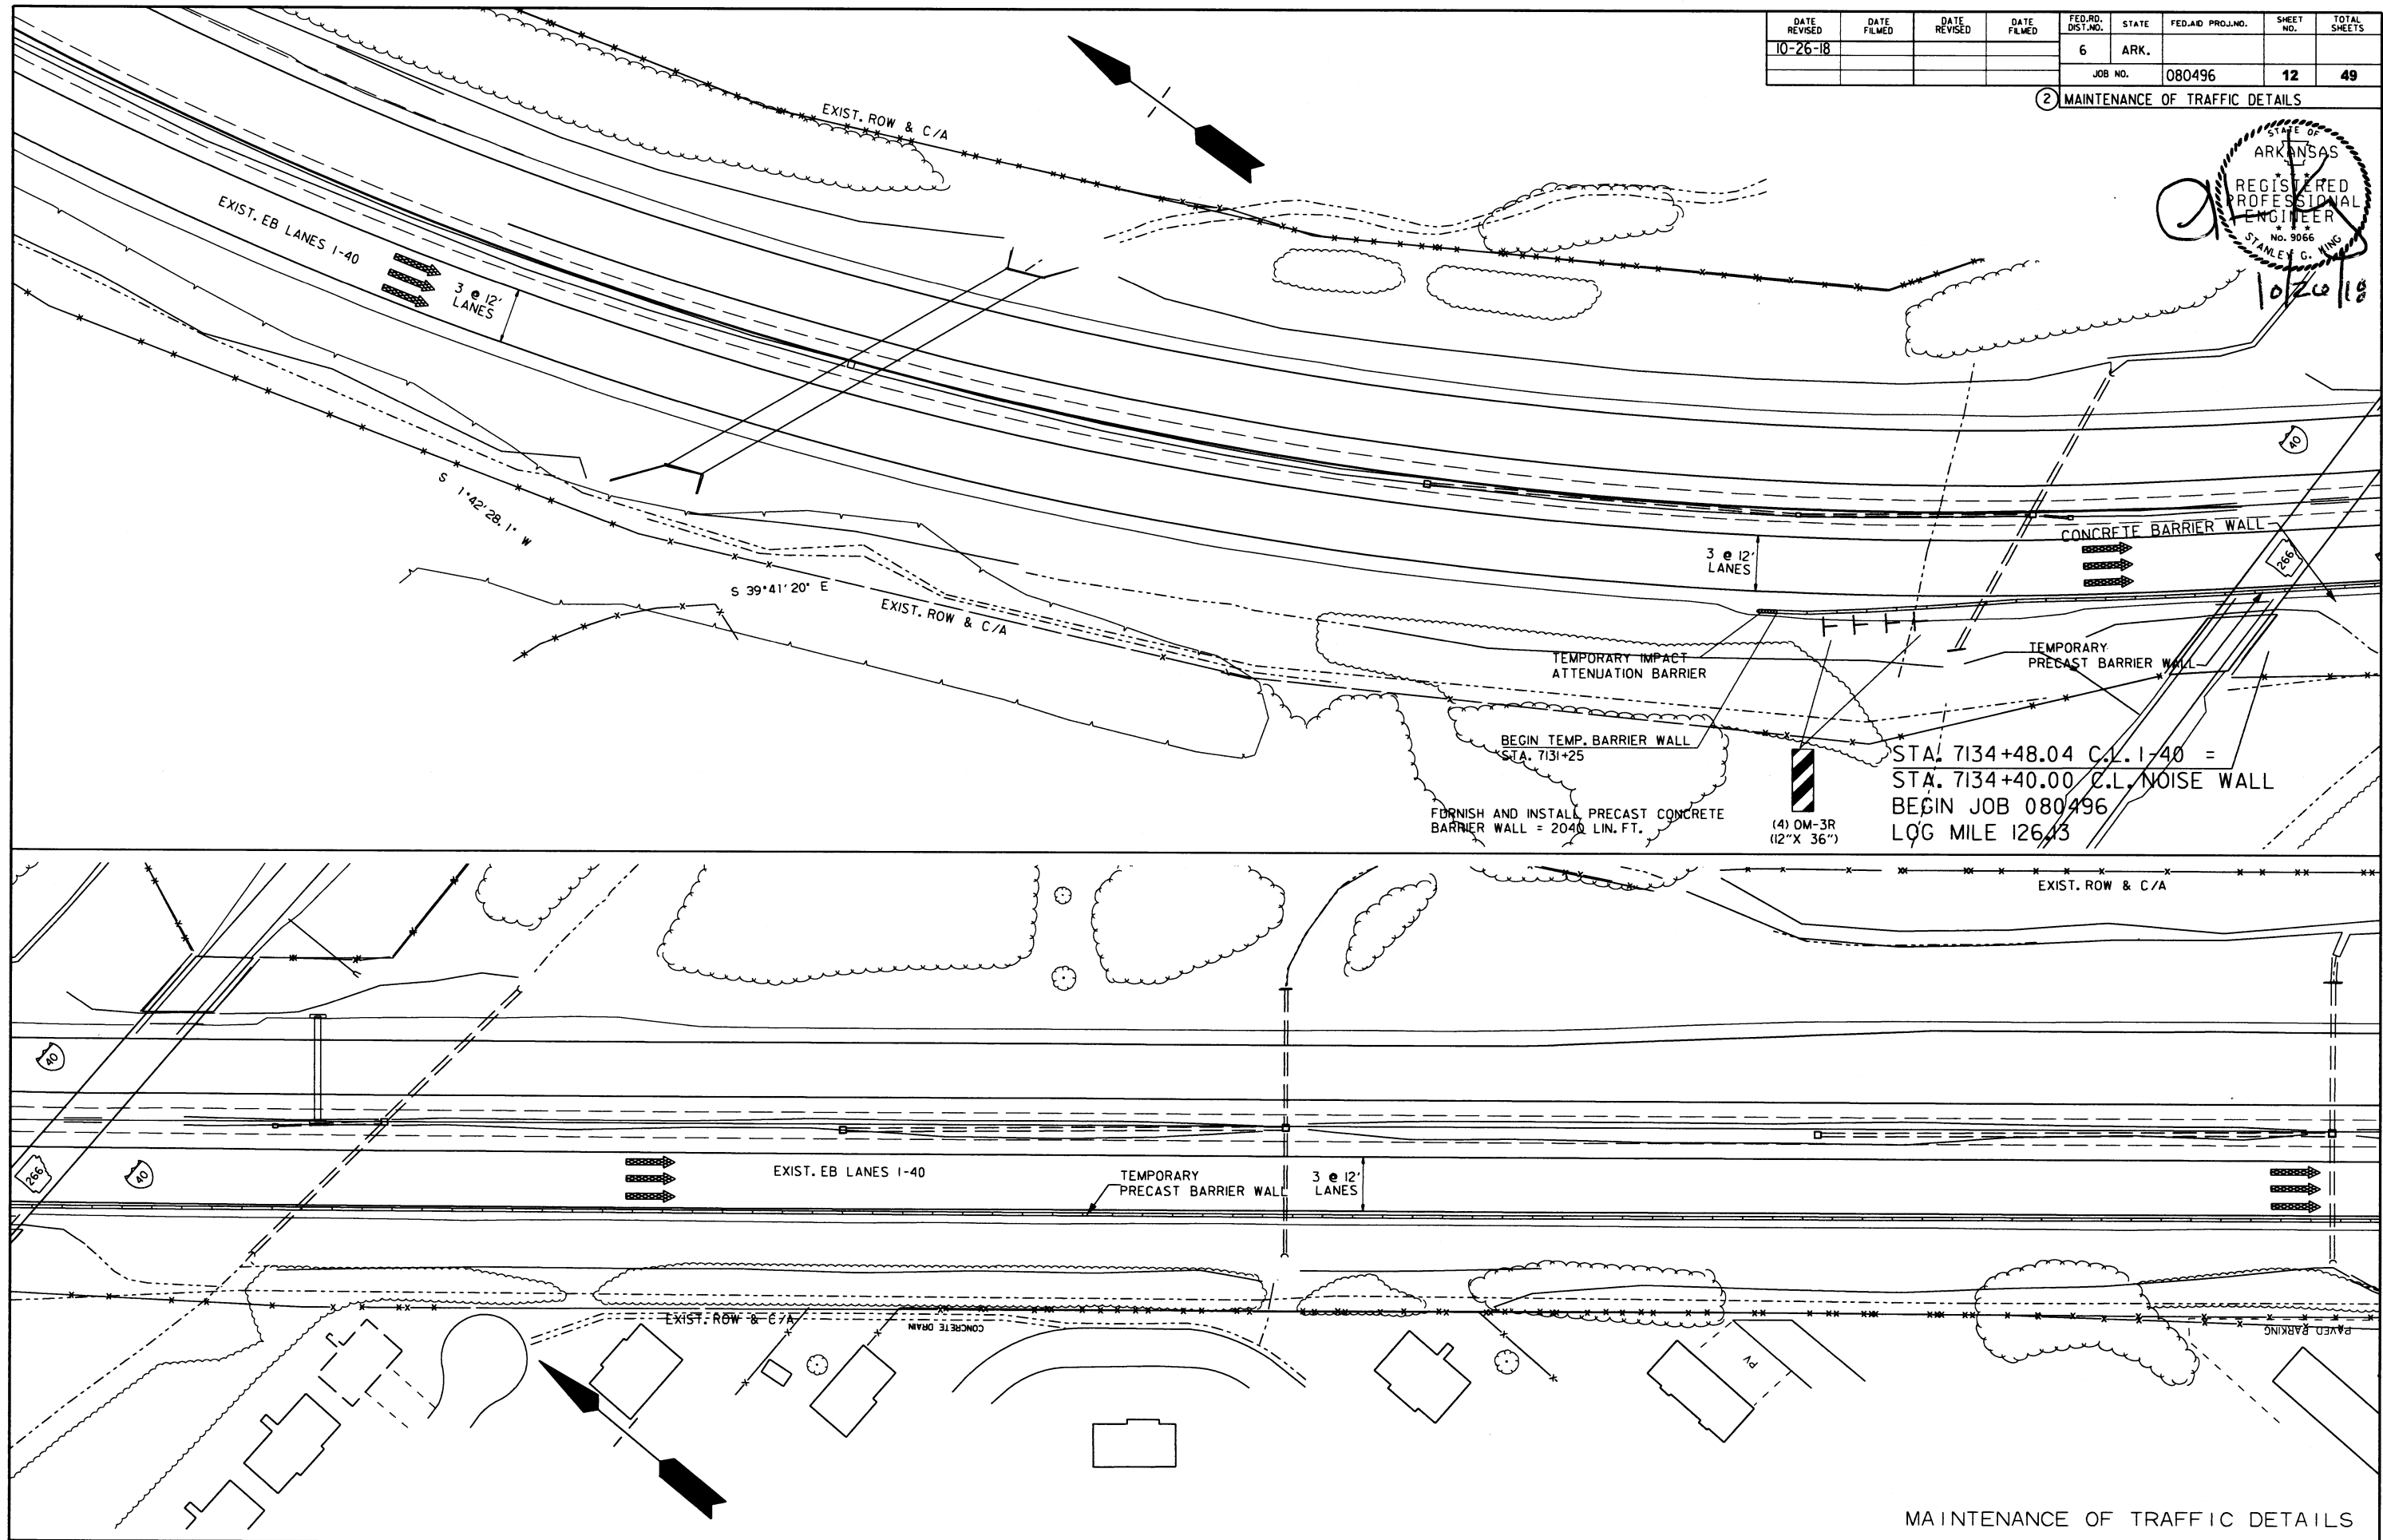 DATE REVISED
DATE FILMED
DATE REVISED
DATE FILMED
FED.RD. DIST.NO.
STATE
FED.AID PROJ.NO.
SHEET NO.
TOTAL SHEETS
10-26-18
6
ARK.
JOB NO.
080496
12
49
2 MAINTENANCE OF TRAFFIC DETAILS
STATE OF
ARKANSAS
REGISTERED
PROFESSIONAL
ENGINEER
No. 9066
STANLEY G. KING
10/26/18
EXIST. ROW & C/A
EXIST. EB LANES I-40
3 @ 12'
LANES
40
CONCRETE BARRIER WALL
266
3 @ 12'
LANES
S 1°42'28.1" W
S 39°41'20" E
EXIST. ROW & C/A
TEMPORARY IMPACT
ATTENUATION BARRIER
TEMPORARY
PRECAST BARRIER WALL
BEGIN TEMP. BARRIER WALL
STA. 7131+25
STA. 7134+48.04 C.L. I-40 =
STA. 7134+40.00 C.L. NOISE WALL
BEGIN JOB 080496
LOG MILE 126.13
FURNISH AND INSTALL PRECAST CONCRETE
BARRIER WALL = 2040 LIN. FT.
(4) OM-3R
(12"X 36")
EXIST. ROW & C/A
40
266
40
EXIST. EB LANES I-40
TEMPORARY
PRECAST BARRIER WALL
3 @ 12'
LANES
EXIST. ROW & C/A
CONCRETE DRAIN
PV
PAVED PARKING
MAINTENANCE OF TRAFFIC DETAILS